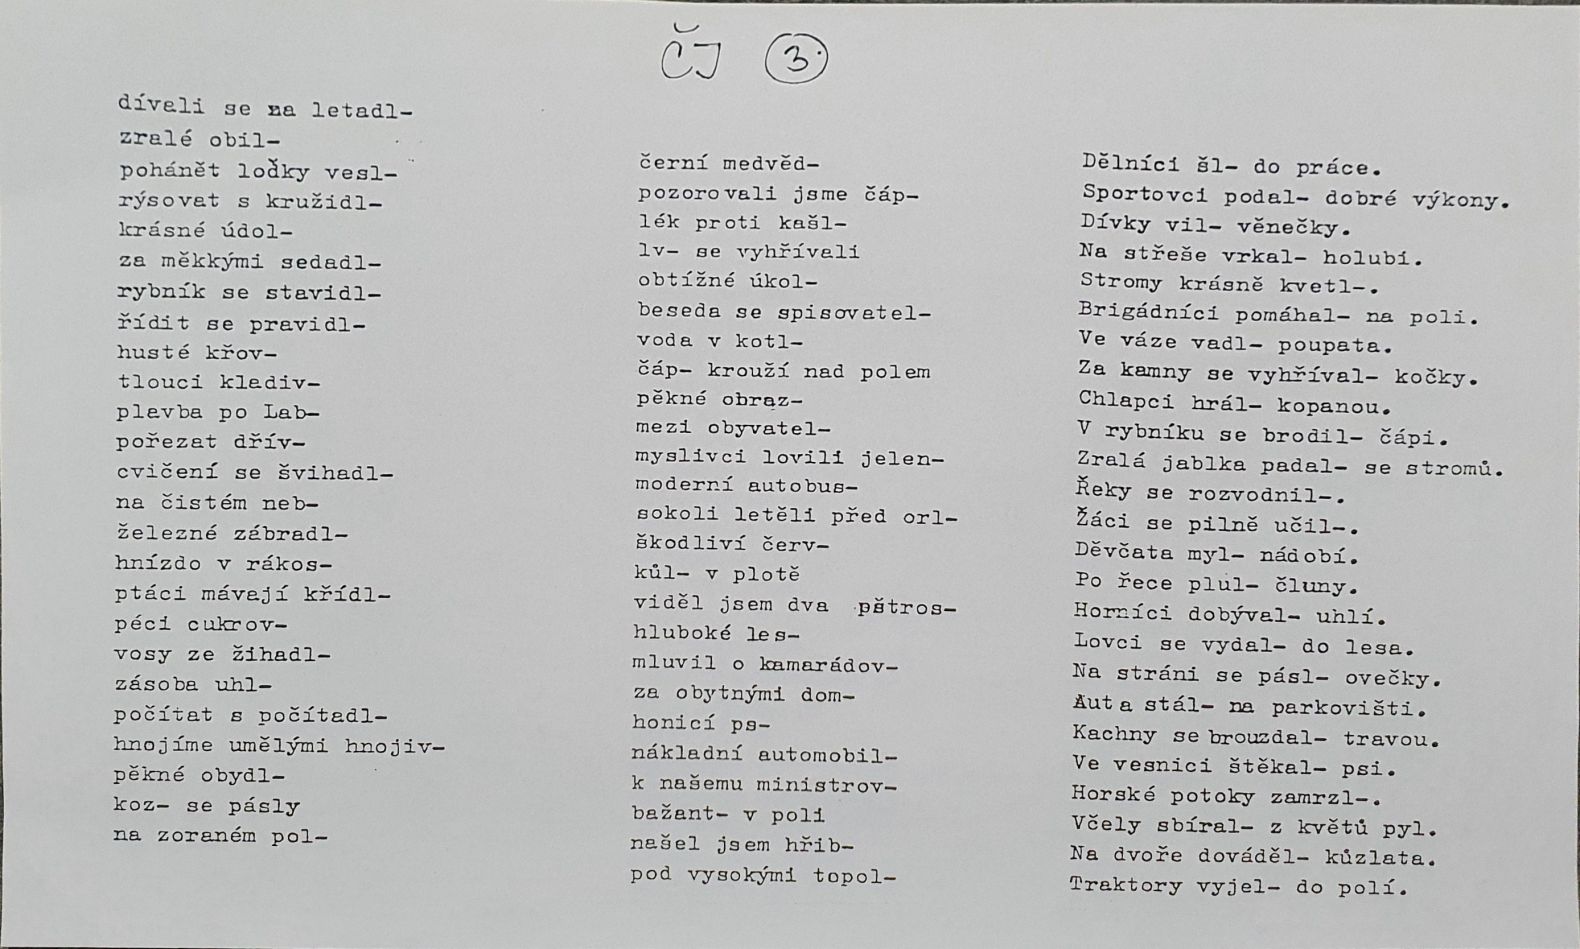 ČJ 3.
dívali se na letadl-
zralé obil-
pohánět loďky vesl-
rýsovat s kružidl-
krásné údol-
za měkkými sedadl-
rybník se stavidl-
řídit se pravidl-
husté křov-
tlouci kladiv-
plavba po Lab-
pořezat dřív-
cvičení se švihadl-
na čistém neb-
železné zábradl-
hnízdo v rákos-
ptáci mávají křídl-
péci cukrov-
vosy ze žihadl-
zásoba uhl-
počítat s počítadl-
hnojíme umělými hnojiv-
pěkné obydl-
koz- se pásly
na zoraném pol-
černí medvěd-
pozorovali jsme čáp-
lék proti kašl-
lv- se vyhřívali
obtížné úkol-
beseda se spisovatel-
voda v kotl-
čáp- krouží nad polem
pěkné obraz-
mezi obyvatel-
myslivci lovili jelen-
moderní autobus-
sokoli letěli před orl-
škodliví červ-
kůl- v plotě
viděl jsem dva pštros-
hluboké les-
mluvil o kamarádov-
za obytnými dom-
honicí ps-
nákladní automobil-
k našemu ministrov-
bažant- v poli
našel jsem hřib-
pod vysokými topol-
Dělníci šl- do práce.
Sportovci podal- dobré výkony.
Dívky vil- věnečky.
Na střeše vrkal- holubi.
Stromy krásně kvetl-.
Brigádníci pomáhal- na poli.
Ve váze vadl- poupata.
Za kamny se vyhříval- kočky.
Chlapci hrál- kopanou.
V rybníku se brodil- čápi.
Zralá jablka padal- se stromů.
Řeky se rozvodnil-.
Žáci se pilně učil-.
Děvčata myl- nádobí.
Po řece plul- čluny.
Horníci dobýval- uhlí.
Lovci se vydal- do lesa.
Na stráni se pásl- ovečky.
Auta stál- na parkovišti.
Kachny se brouzdal- travou.
Ve vesnici štěkal- psi.
Horské potoky zamrzl-.
Včely sbíral- z květů pyl.
Na dvoře dováděl- kůzlata.
Traktory vyjel- do polí.